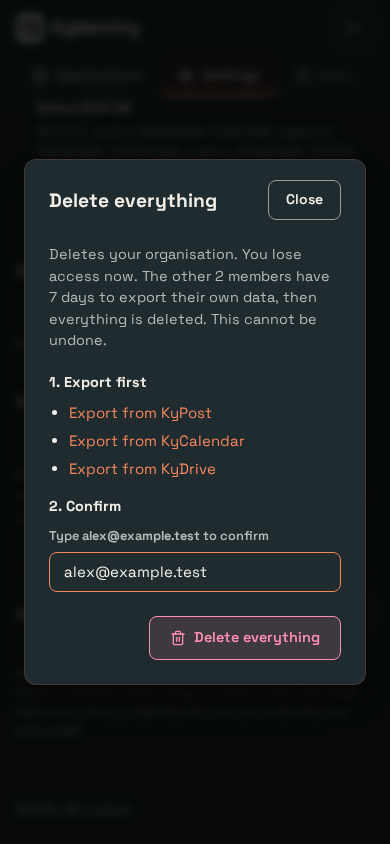 Delete everything
Close
Deletes your organisation. You lose
access now. The other 2 members have
7 days to export their own data, then
everything is deleted. This cannot be
undone.
1. Export first
• Export from KyPost
• Export from KyCalendar
• Export from KyDrive
2. Confirm
Type alex@example.test to confirm
alex@example.test
Delete everything